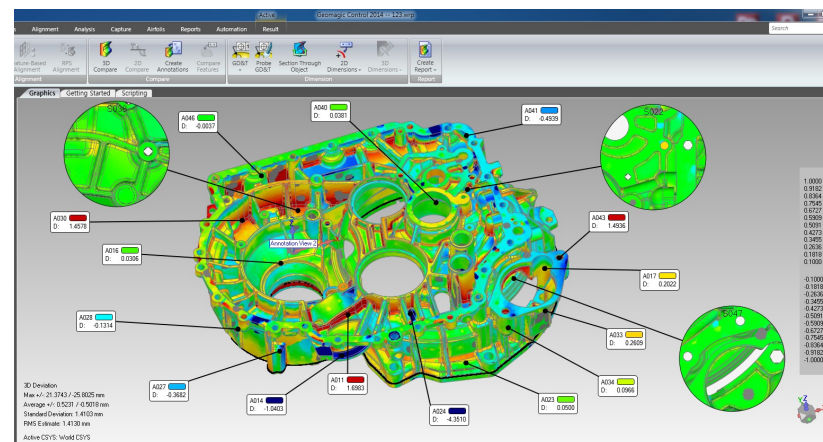 Active
Geomagic Control 2014 -- 123.wrp
Alignment Analysis Capture Airfoils Reports Automation Result
Search
ature-Based Alignment
RPS Alignment
3D Compare
2D Compare
Create Annotations
Compare Features
GD&T
Probe GD&T
Section Through Object
2D Dimensions
3D Dimensions
Create Report
Alignment
Compare
Dimension
Report
Graphics Getting Started Scripting
S038
A046
D: -0.0037
A040
D: 0.0381
A041
D: -0.4939
S022
A030
D: 1.4578
A043
D: 1.4936
Annotation View 2
A016
D: 0.0306
A017
D: 0.2022
A028
D: -0.1314
S047
A033
D: 0.2609
A027
D: -0.3682
A034
D: 0.0966
A014
D: -1.0403
A011
D: 1.6983
A024
D: -4.3510
A023
D: 0.0500
1.0000
0.9182
0.8364
0.7545
0.6727
0.5909
0.5091
0.4273
0.3455
0.2636
0.1818
0.1000
-0.1000
-0.1818
-0.2636
-0.3455
-0.4273
-0.5091
-0.5909
-0.6727
-0.7545
-0.8364
-0.9182
-1.0000
3D Deviation
Max +/-: 21.3743 / -25.8025 mm
Average +/-: 0.5231 / -0.5018 mm
Standard Deviation: 1.4103 mm
RMS Estimate: 1.4130 mm
Active CSYS: World CSYS
Y Z